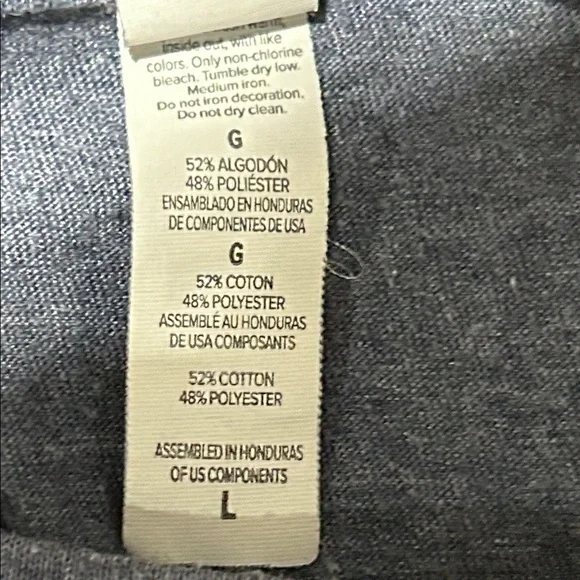 inside out, with like
colors. Only non-chlorine
bleach. Tumble dry low.
Medium iron.
Do not iron decoration.
Do not dry clean.
G
52% ALGODÓN
48% POLIÉSTER
ENSAMBLADO EN HONDURAS
DE COMPONENTES DE USA
G
52% COTON
48% POLYESTER
ASSEMBLÉ AU HONDURAS
DE USA COMPOSANTS
52% COTTON
48% POLYESTER
ASSEMBLED IN HONDURAS
OF US COMPONENTS
L